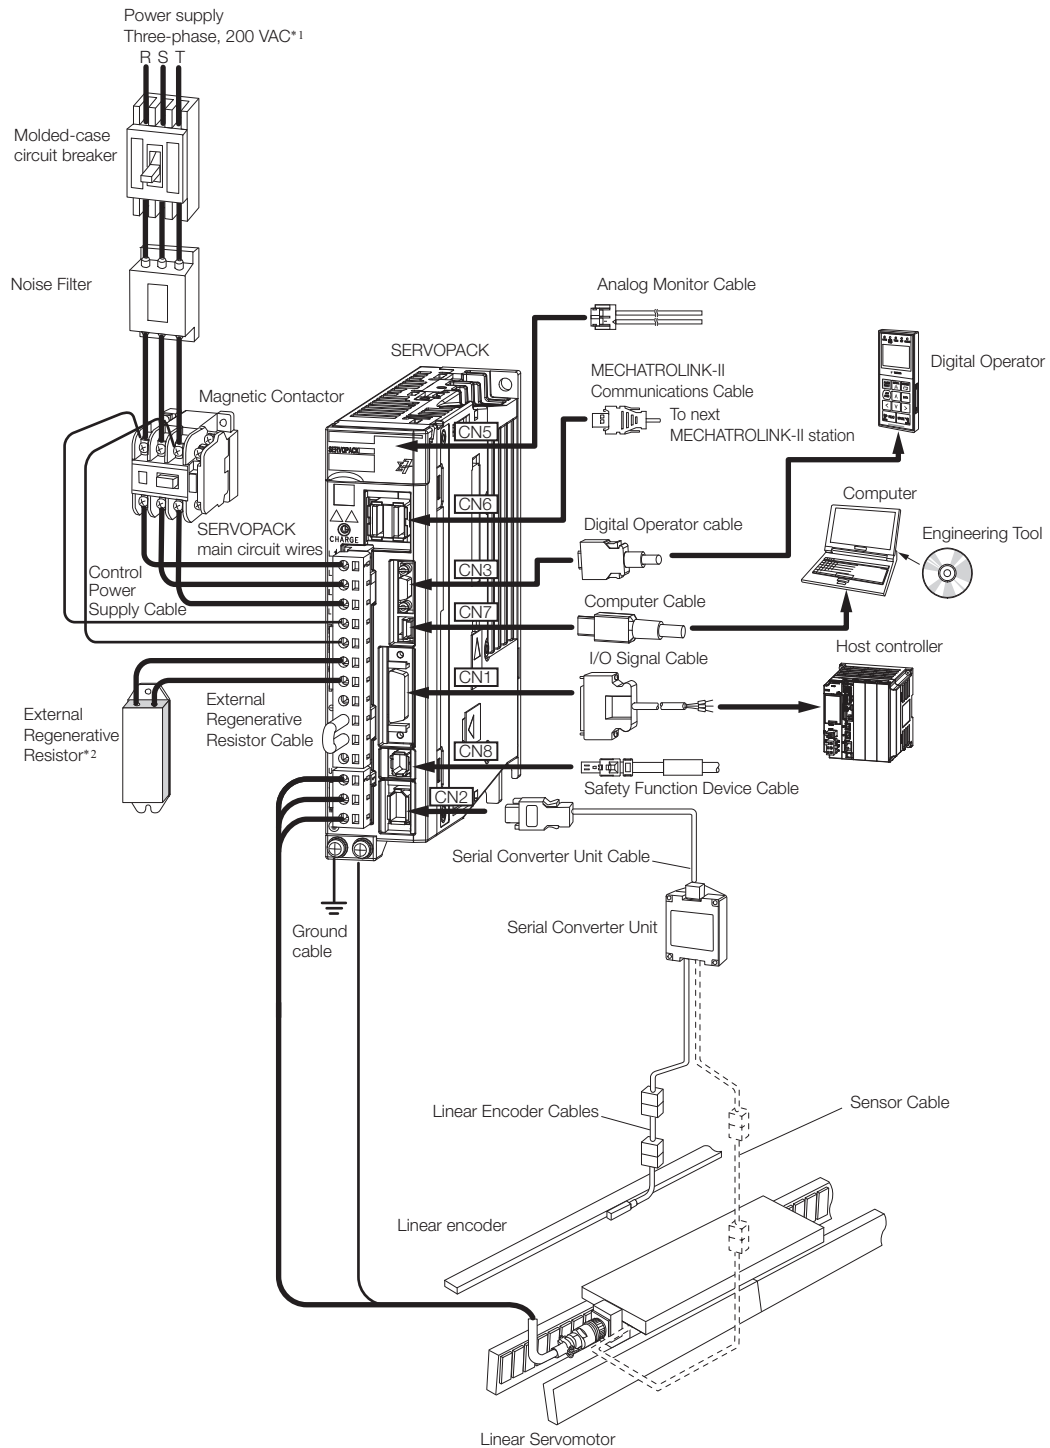 Power supply
Three-phase, 200 VAC*1
R S T
Molded-case
circuit breaker
Noise Filter
Magnetic Contactor
SERVOPACK
Analog Monitor Cable
MECHATROLINK-II
Communications Cable
To next
MECHATROLINK-II station
Digital Operator
CN5
SERVOPACK
CN6
CHARGE
SERVOPACK
main circuit wires
Digital Operator cable
Computer
Engineering Tool
CN3
Control
Power
Supply Cable
Computer Cable
CN7
I/O Signal Cable
Host controller
CN1
External
Regenerative
Resistor*2
External
Regenerative
Resistor Cable
CN8
Safety Function Device Cable
CN2
Serial Converter Unit Cable
Serial Converter Unit
Ground
cable
Linear Encoder Cables
Sensor Cable
Linear encoder
Linear Servomotor